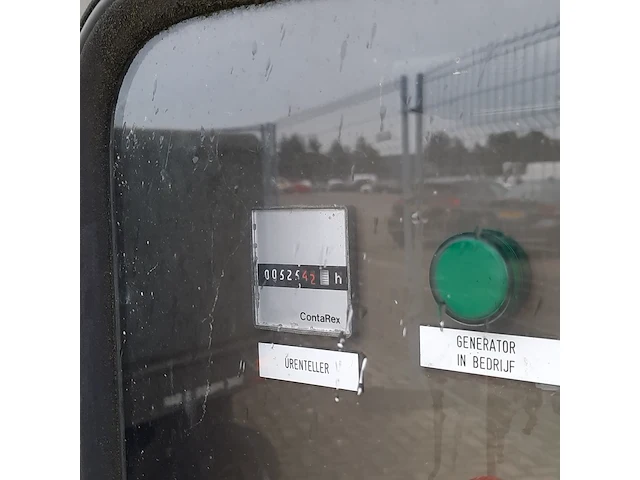 0052542 h
ContaRex
URENTELLER
GENERATOR
IN BEDRIJF